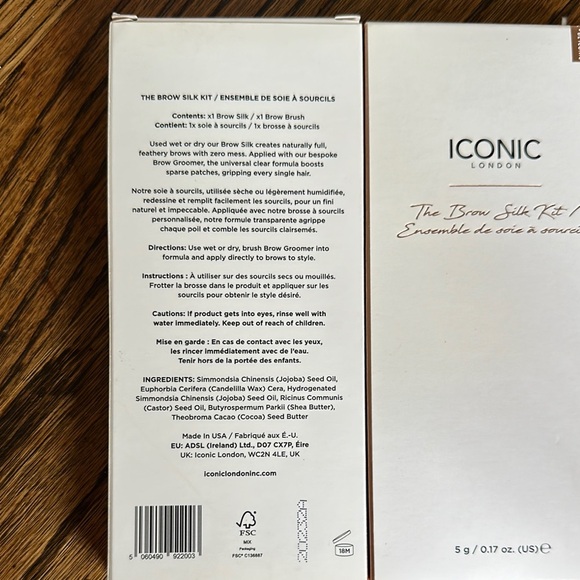 THE BROW SILK KIT / ENSEMBLE DE SOIE À SOURCILS
Contents: x1 Brow Silk / x1 Brow Brush
Contient: 1x soie à sourcils / 1x brosse à sourcils
Used wet or dry our Brow Silk creates naturally full,
feathery brows with zero mess. Applied with our bespoke
Brow Groomer, the universal clear formula boosts
sparse patches, gripping every single hair.
Notre soie à sourcils, utilisée sèche ou légèrement humidifiée,
redessine et remplit facilement les sourcils, pour un fini
naturel et impeccable. Appliquée avec notre brosse à sourcils
personnalisée, notre formule transparente agrippe
chaque poil et comble les sourcils clairsemés.
Directions: Use wet or dry, brush Brow Groomer into
formula and apply directly to brows to style.
Instructions : À utiliser sur des sourcils secs ou mouillés.
Frotter la brosse dans le produit et appliquer sur les
sourcils pour obtenir le style désiré.
Cautions: If product gets into eyes, rinse well with
water immediately. Keep out of reach of children.
Mise en garde : En cas de contact avec les yeux,
les rincer immédiatement avec de l'eau.
Tenir hors de la portée des enfants.
INGREDIENTS: Simmondsia Chinensis (Jojoba) Seed Oil,
Euphorbia Cerifera (Candelilla Wax) Cera, Hydrogenated
Simmondsia Chinensis (Jojoba) Seed Oil, Ricinus Communis
(Castor) Seed Oil, Butyrospermum Parkii (Shea Butter),
Theobroma Cacao (Cocoa) Seed Butter
Made in USA / Fabriqué aux É.-U.
EU: ADSL (Ireland) Ltd., D07 CX7P, Éire
UK: Iconic London, WC2N 4LE, UK
iconiclondoninc.com
5 060490 922003
FSC
MIX
Packaging
FSC® C136887
18M
ICONIC
LONDON
The Brow Silk Kit /
Ensemble de soie à sourci
5 g / 0.17 oz. (US) e